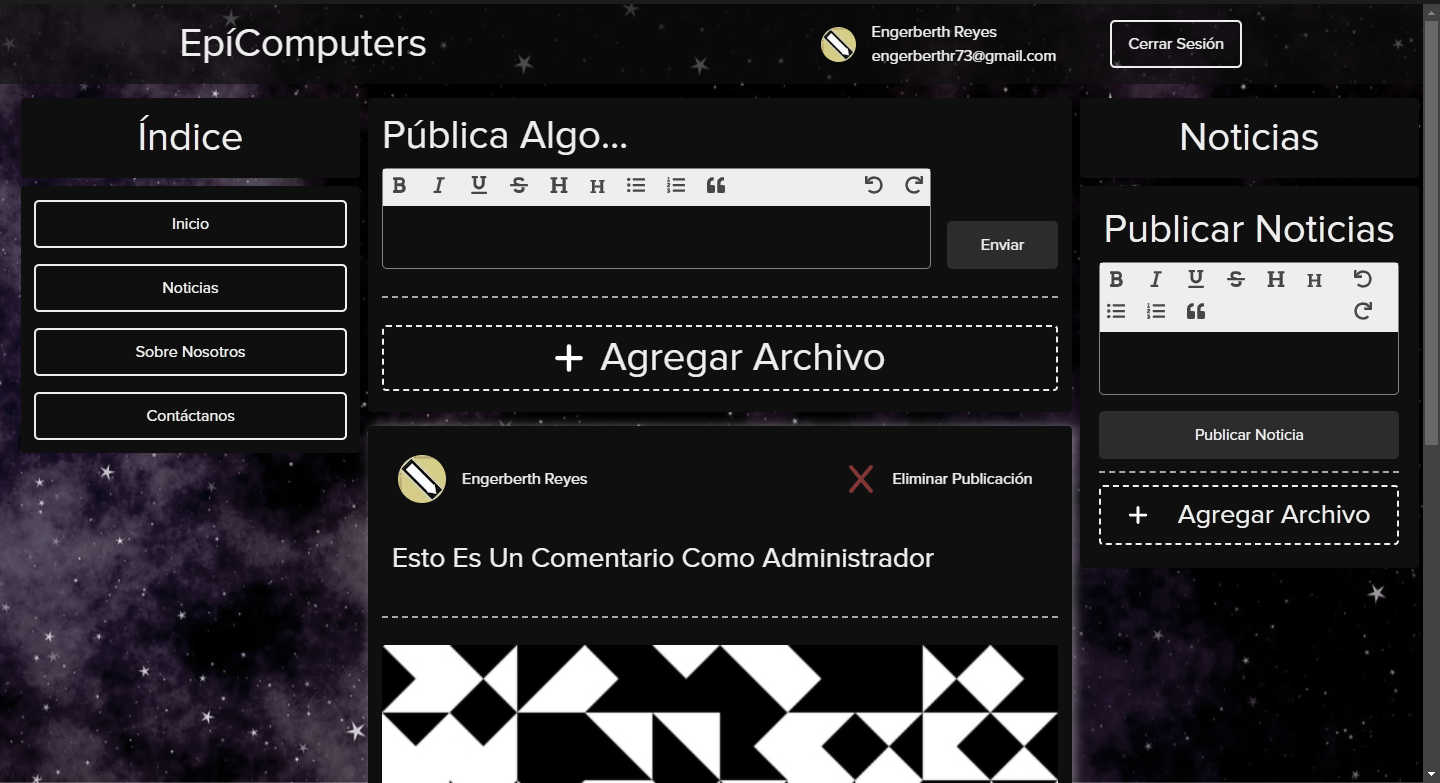 EpíComputers
Engerberth Reyes
engerberthr73@gmail.com
Cerrar Sesión
Índice
Inicio
Noticias
Sobre Nosotros
Contáctanos
Pública Algo...
B I U S H H
Enviar
+ Agregar Archivo
Engerberth Reyes
Eliminar Publicación
Esto Es Un Comentario Como Administrador
Noticias
Publicar Noticias
B I U S H H
Publicar Noticia
+ Agregar Archivo